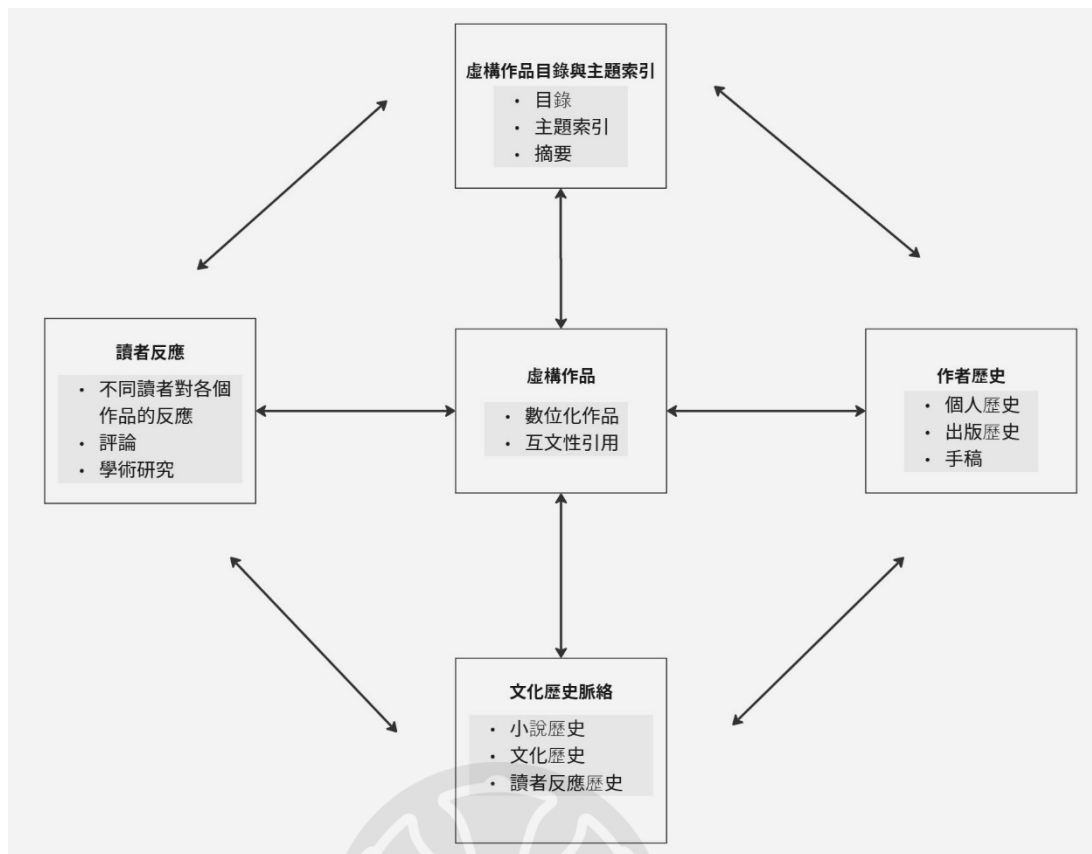 虛構作品目錄與主題索引
• 目錄
• 主題索引
• 摘要
讀者反應
• 不同讀者對各個
作品的反應
• 評論
• 學術研究
虛構作品
• 數位化作品
• 互文性引用
作者歷史
• 個人歷史
• 出版歷史
• 手稿
文化歷史脈絡
• 小說歷史
• 文化歷史
• 讀者反應歷史